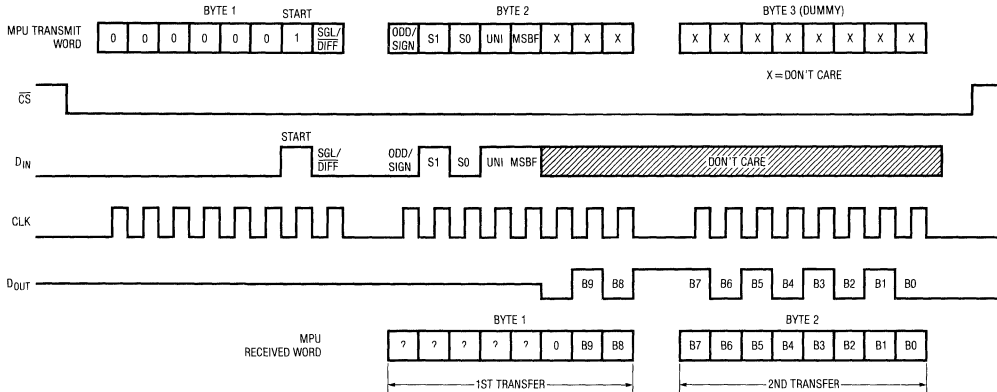 BYTE 1 START BYTE 2 BYTE 3 (DUMMY)
MPU TRANSMIT WORD 0 0 0 0 0 0 1 SGL/DIFF ODD/SIGN S1 S0 UNI MSBF X X X X X X X X X X X
X = DON'T CARE
CS
START
DIN SGL/DIFF ODD/SIGN S1 S0 UNI MSBF DON'T CARE
CLK
DOUT B9 B8 B7 B6 B5 B4 B3 B2 B1 B0
BYTE 1 BYTE 2
MPU RECEIVED WORD ? ? ? ? ? 0 B9 B8 B7 B6 B5 B4 B3 B2 B1 B0
1ST TRANSFER 2ND TRANSFER